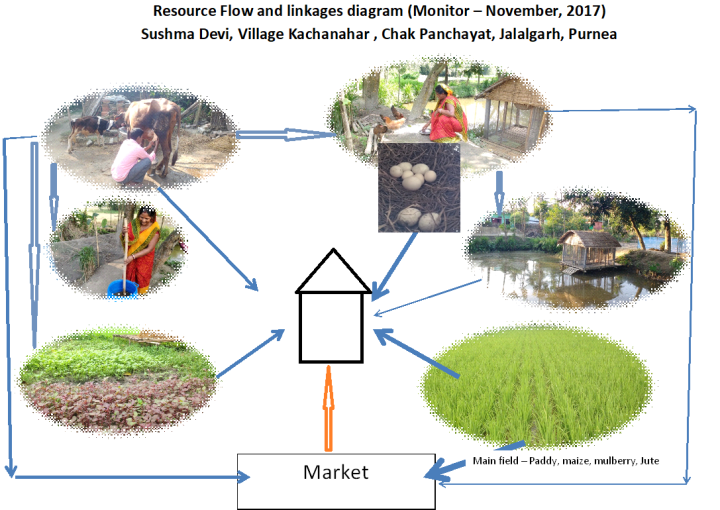 Resource Flow and linkages diagram (Monitor – November, 2017)
Sushma Devi, Village Kachanahar , Chak Panchayat, Jalalgarh, Purnea
Main field – Paddy, maize, mulberry, Jute
Market